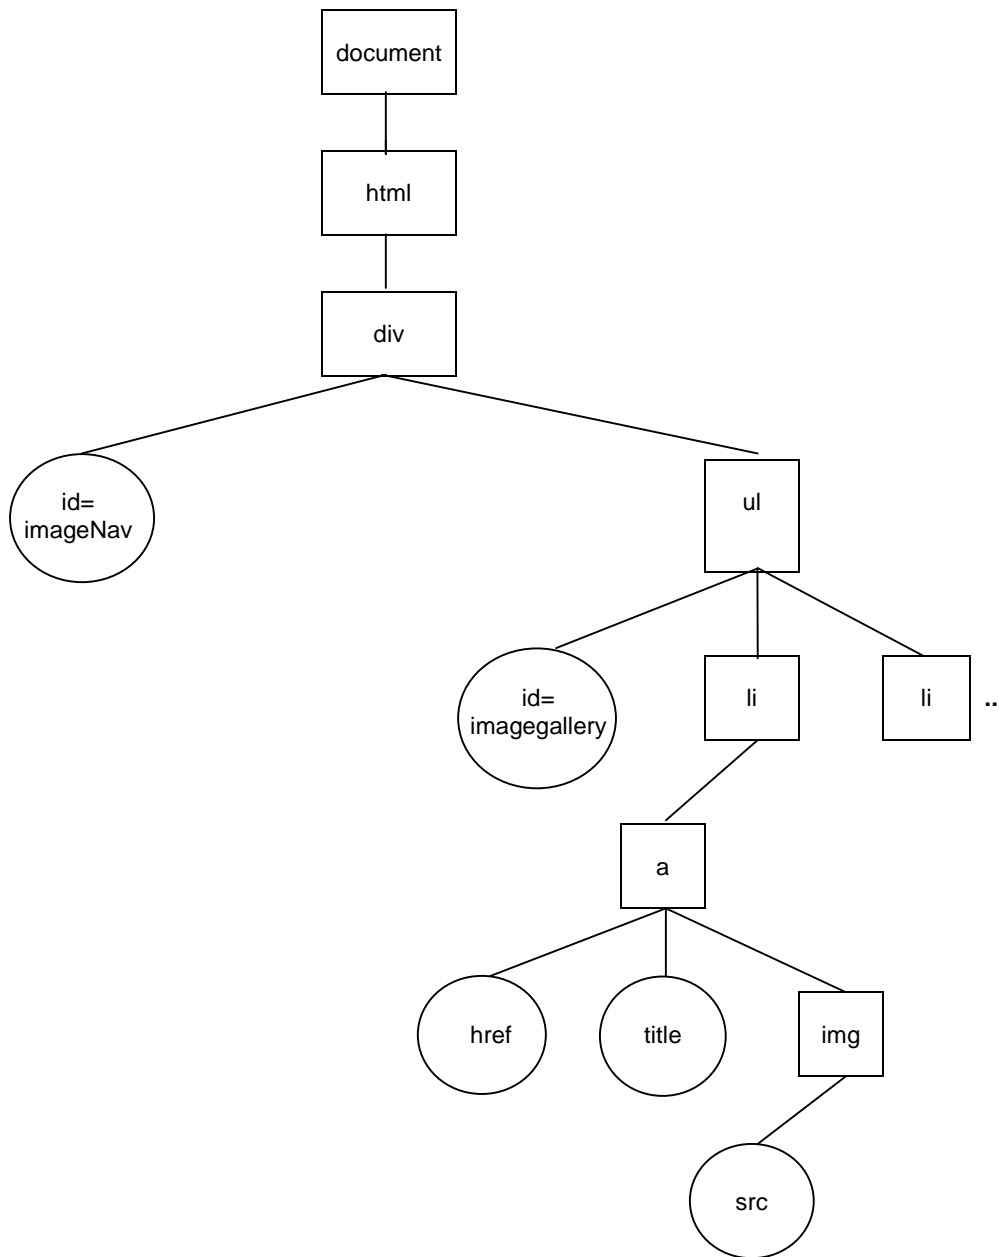 document
html
div
id=
imageNav
ul
id=
imagegallery
li
li
..
a
href
title
img
src